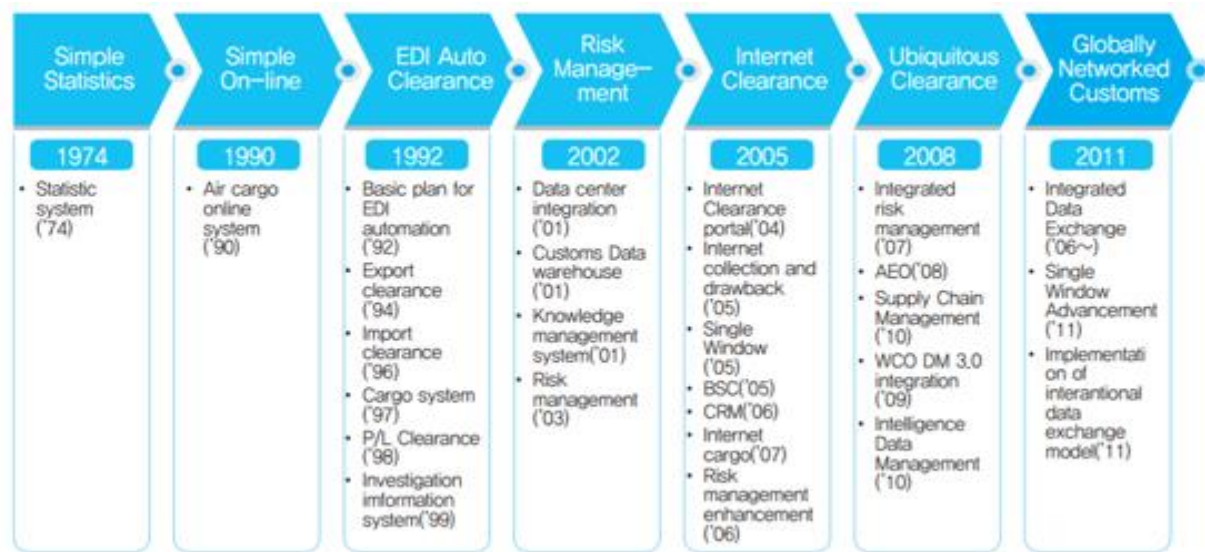 Simple
Statistics
Simple
On-line
EDI Auto
Clearance
Risk
Manage-
ment
Internet
Clearance
Ubiquitous
Clearance
Globally
Networked
Customs
1974
• Statistic
system
('74)
1990
• Air cargo
online
system
('90)
1992
• Basic plan for
EDI
automation
('92)
• Export
clearance
('94)
• Import
clearance
('96)
• Cargo system
('97)
• P/L Clearance
('98)
• Investigation
imformation
system('99)
2002
• Data center
integration
('01)
• Customs Data
warehouse
('01)
• Knowledge
management
system('01)
• Risk
management
('03)
2005
• Internet
Clearance
portal('04)
• Internet
collection and
drawback
('05)
• Single
Window
('05)
• BSC('05)
• CRM('06)
• Internet
cargo('07)
• Risk
management
enhancement
('06)
2008
• Integrated
risk
management
('07)
• AEO('08)
• Supply Chain
Management
('10)
• WCO DM 3.0
integration
('09)
• Intelligence
Data
Management
('10)
2011
• Integrated
Data
Exchange
('06~)
• Single
Window
Advancement
('11)
• Implementati
on of
interantional
data
exchange
model('11)